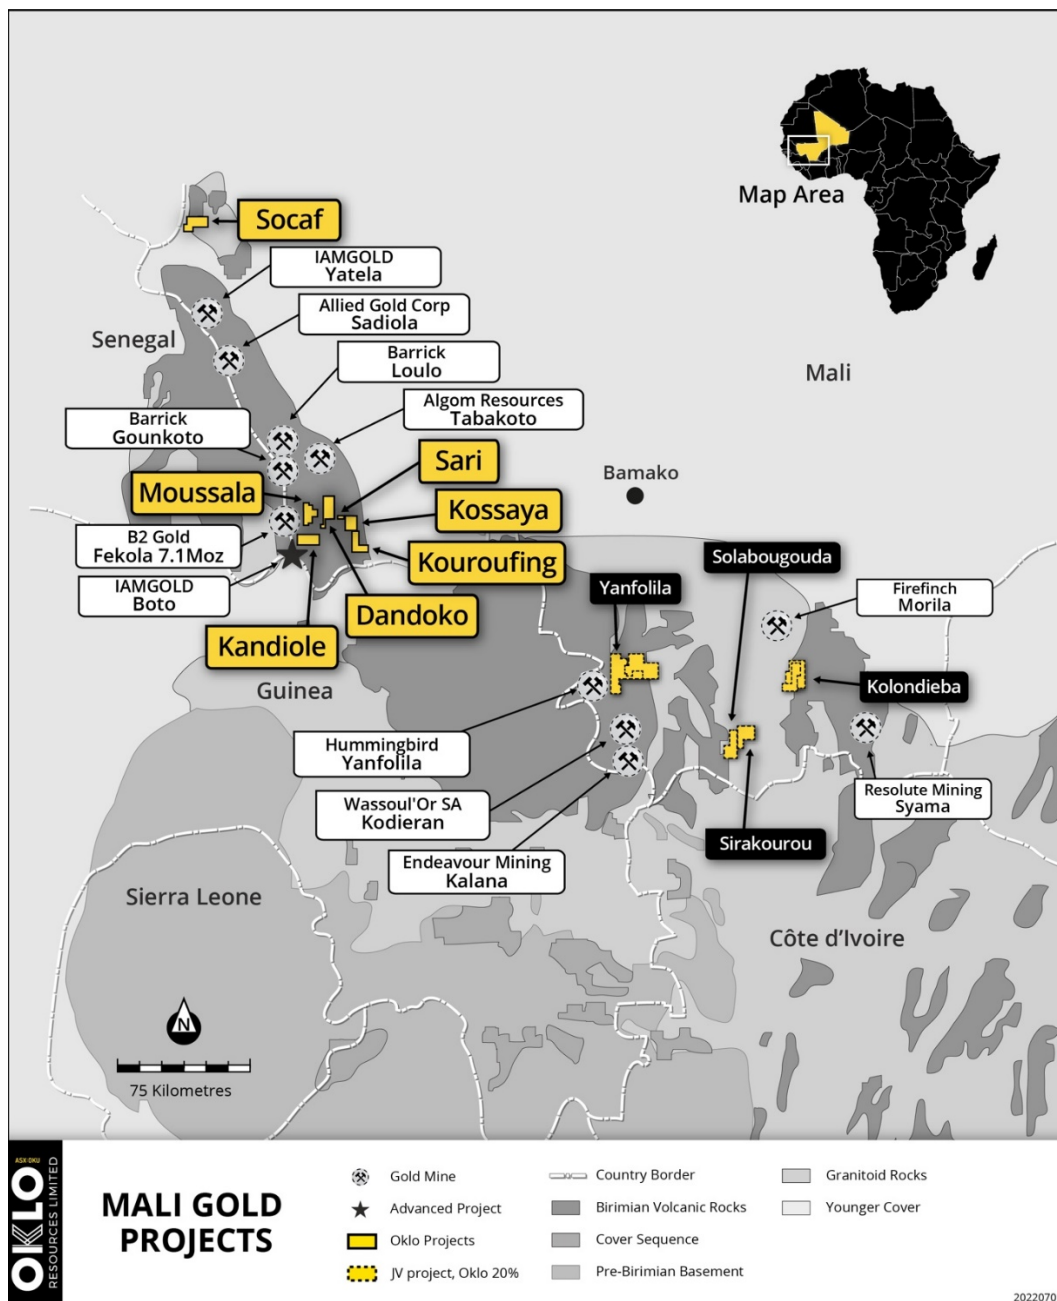 Map Area
Socaf
IAMGOLD
Yatela
Allied Gold Corp
Sadiola
Senegal
Barrick
Loulo
Mali
Algom Resources
Tabakoto
Barrick
Gounkoto
Sari
Bamako
Moussala
Kossaya
B2 Gold
Fekola 7.1Moz
Kouroufing
Solabougouda
IAMGOLD
Boto
Yanfolila
Firefinch
Morila
Dandoko
Kandiole
Guinea
Kolondieba
Hummingbird
Yanfolila
Resolute Mining
Syama
Wassoul'Or SA
Kodieran
Sirakourou
Endeavour Mining
Kalana
Sierra Leone
Côte d’Ivoire
N
75 Kilometres
ASX:OKU
OKLO
RESOURCES LIMITED
MALI GOLD
PROJECTS
Gold Mine
Advanced Project
Oklo Projects
JV project, Oklo 20%
Country Border
Birimian Volcanic Rocks
Cover Sequence
Pre-Birimian Basement
Granitoid Rocks
Younger Cover
2022070